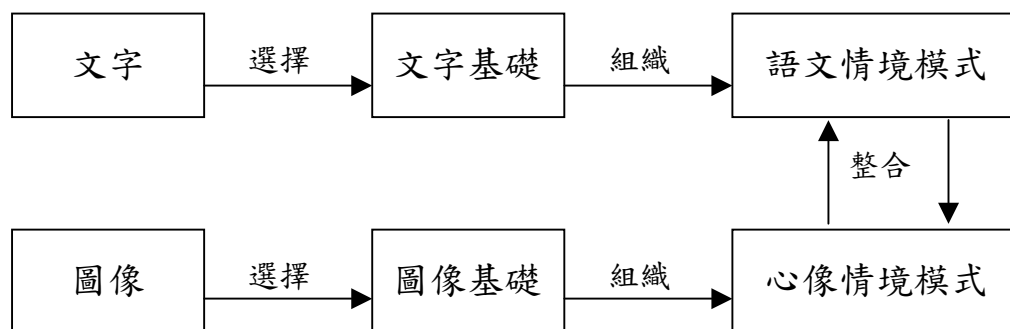 文字
選擇
文字基礎
組織
語文情境模式
整合
圖像
選擇
圖像基礎
組織
心像情境模式